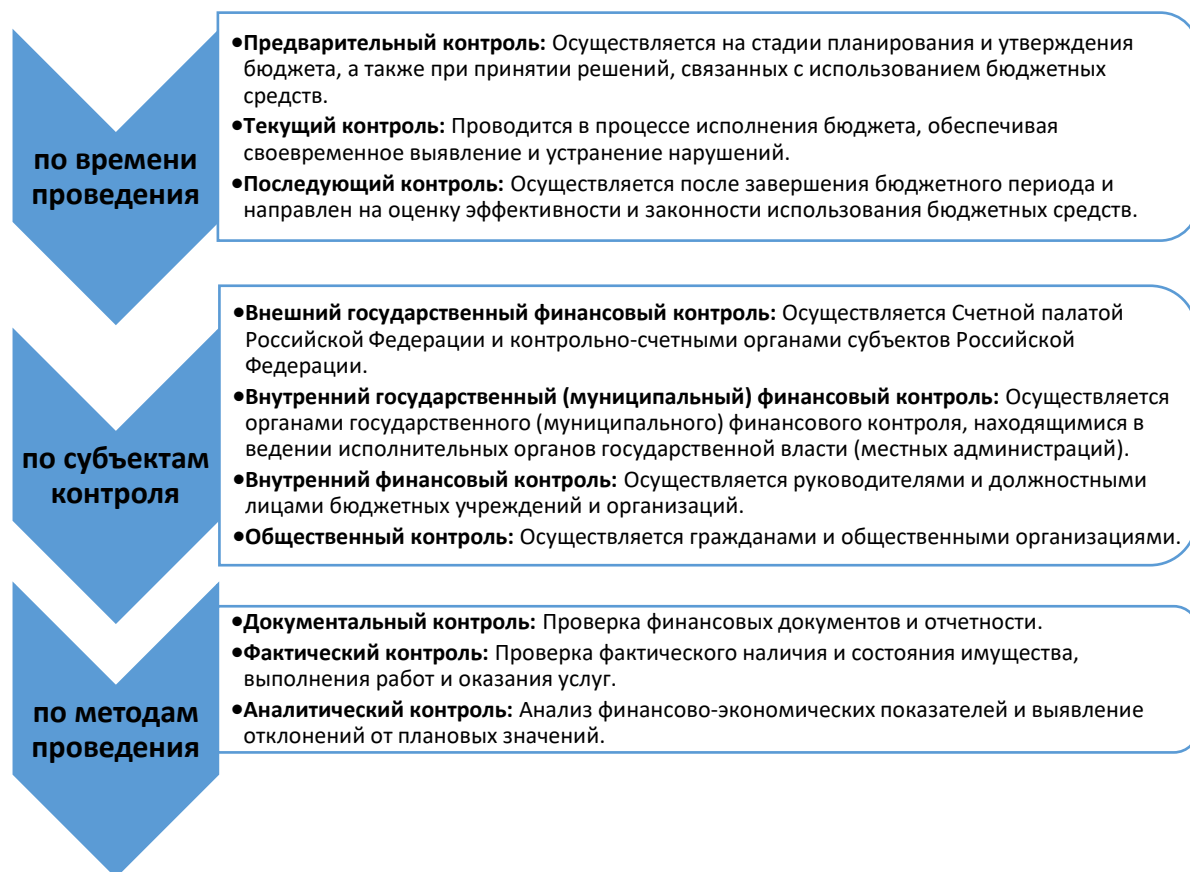 по времени
проведения
•Предварительный контроль: Осуществляется на стадии планирования и утверждения
бюджета, а также при принятии решений, связанных с использованием бюджетных
средств.
•Текущий контроль: Проводится в процессе исполнения бюджета, обеспечивая
своевременное выявление и устранение нарушений.
•Последующий контроль: Осуществляется после завершения бюджетного периода и
направлен на оценку эффективности и законности использования бюджетных средств.
по субъектам
контроля
•Внешний государственный финансовый контроль: Осуществляется Счетной палатой
Российской Федерации и контрольно-счетными органами субъектов Российской
Федерации.
•Внутренний государственный (муниципальный) финансовый контроль: Осуществляется
органами государственного (муниципального) финансового контроля, находящимися в
ведении исполнительных органов государственной власти (местных администраций).
•Внутренний финансовый контроль: Осуществляется руководителями и должностными
лицами бюджетных учреждений и организаций.
•Общественный контроль: Осуществляется гражданами и общественными организациями.
по методам
проведения
•Документальный контроль: Проверка финансовых документов и отчетности.
•Фактический контроль: Проверка фактического наличия и состояния имущества,
выполнения работ и оказания услуг.
•Аналитический контроль: Анализ финансово-экономических показателей и выявление
отклонений от плановых значений.